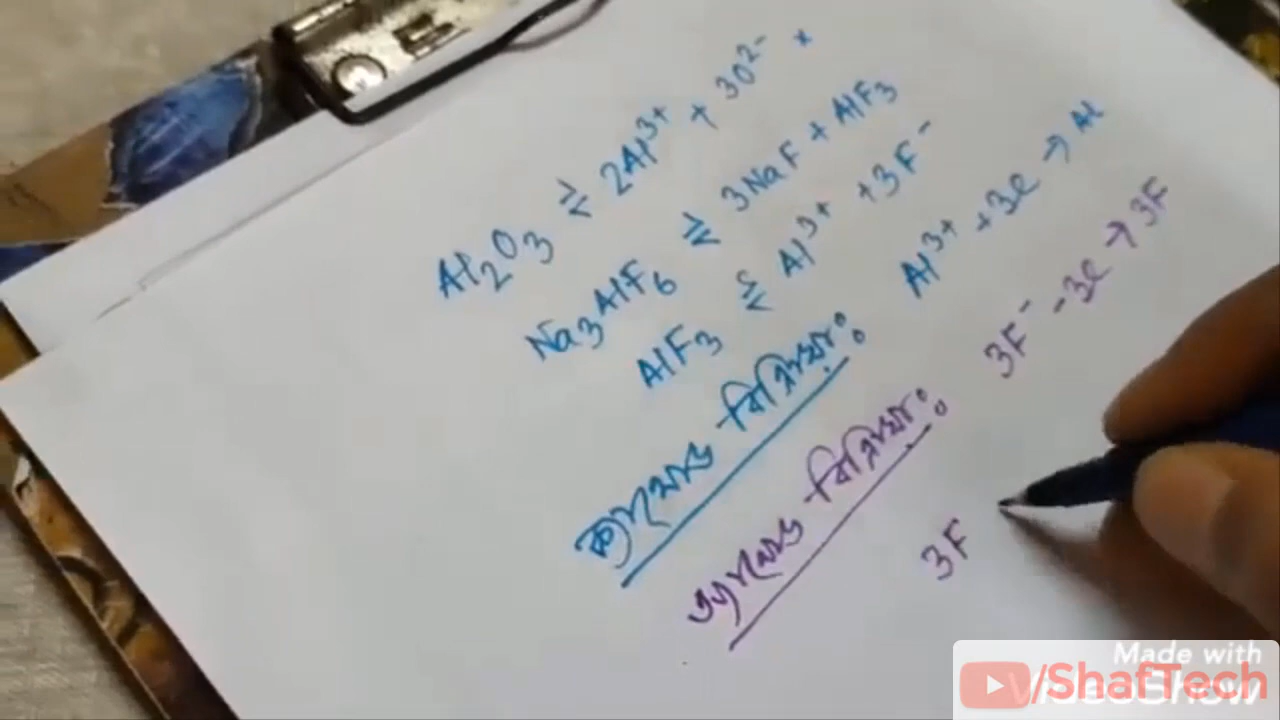 Al₂O₃ ⇌ 2Al³⁺ + 3O²⁻ ×
Na₃AlF₆ ⇌ 3NaF + AlF₃
AlF₃ ⇌ Al³⁺ + 3F⁻
ক্যাথোড বিক্রিয়া: Al³⁺ + 3e → Al
অ্যানোড বিক্রিয়া: 3F⁻ - 3e → 3F
3F
Made with
VideoShow
/ShafTech